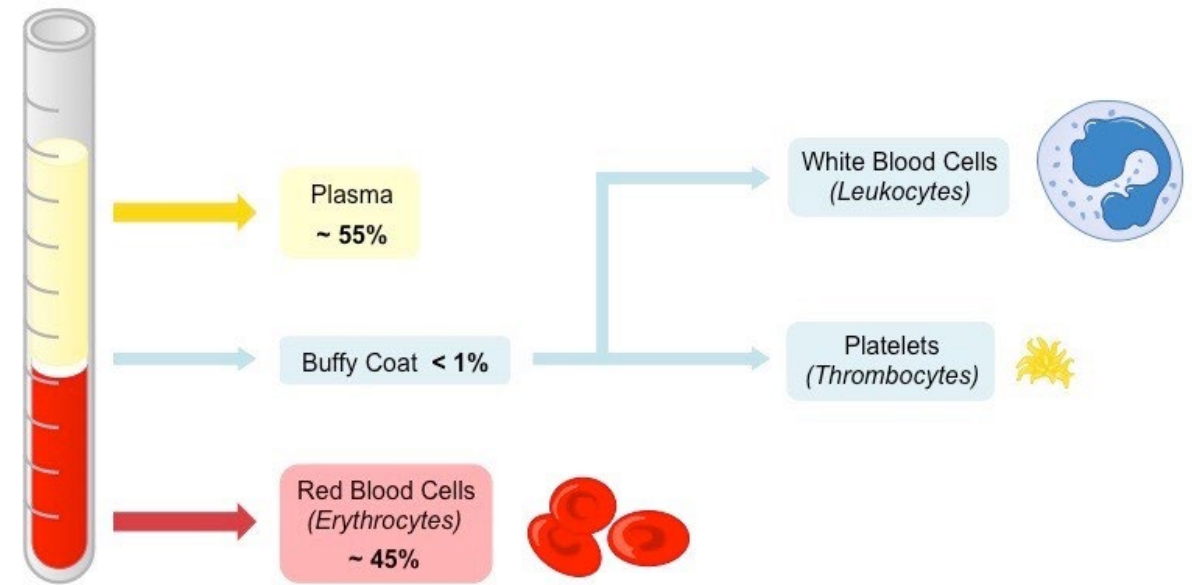 Plasma
~ 55%
Buffy Coat < 1%
White Blood Cells
(Leukocytes)
Platelets
(Thrombocytes)
Red Blood Cells
(Erythrocytes)
~ 45%